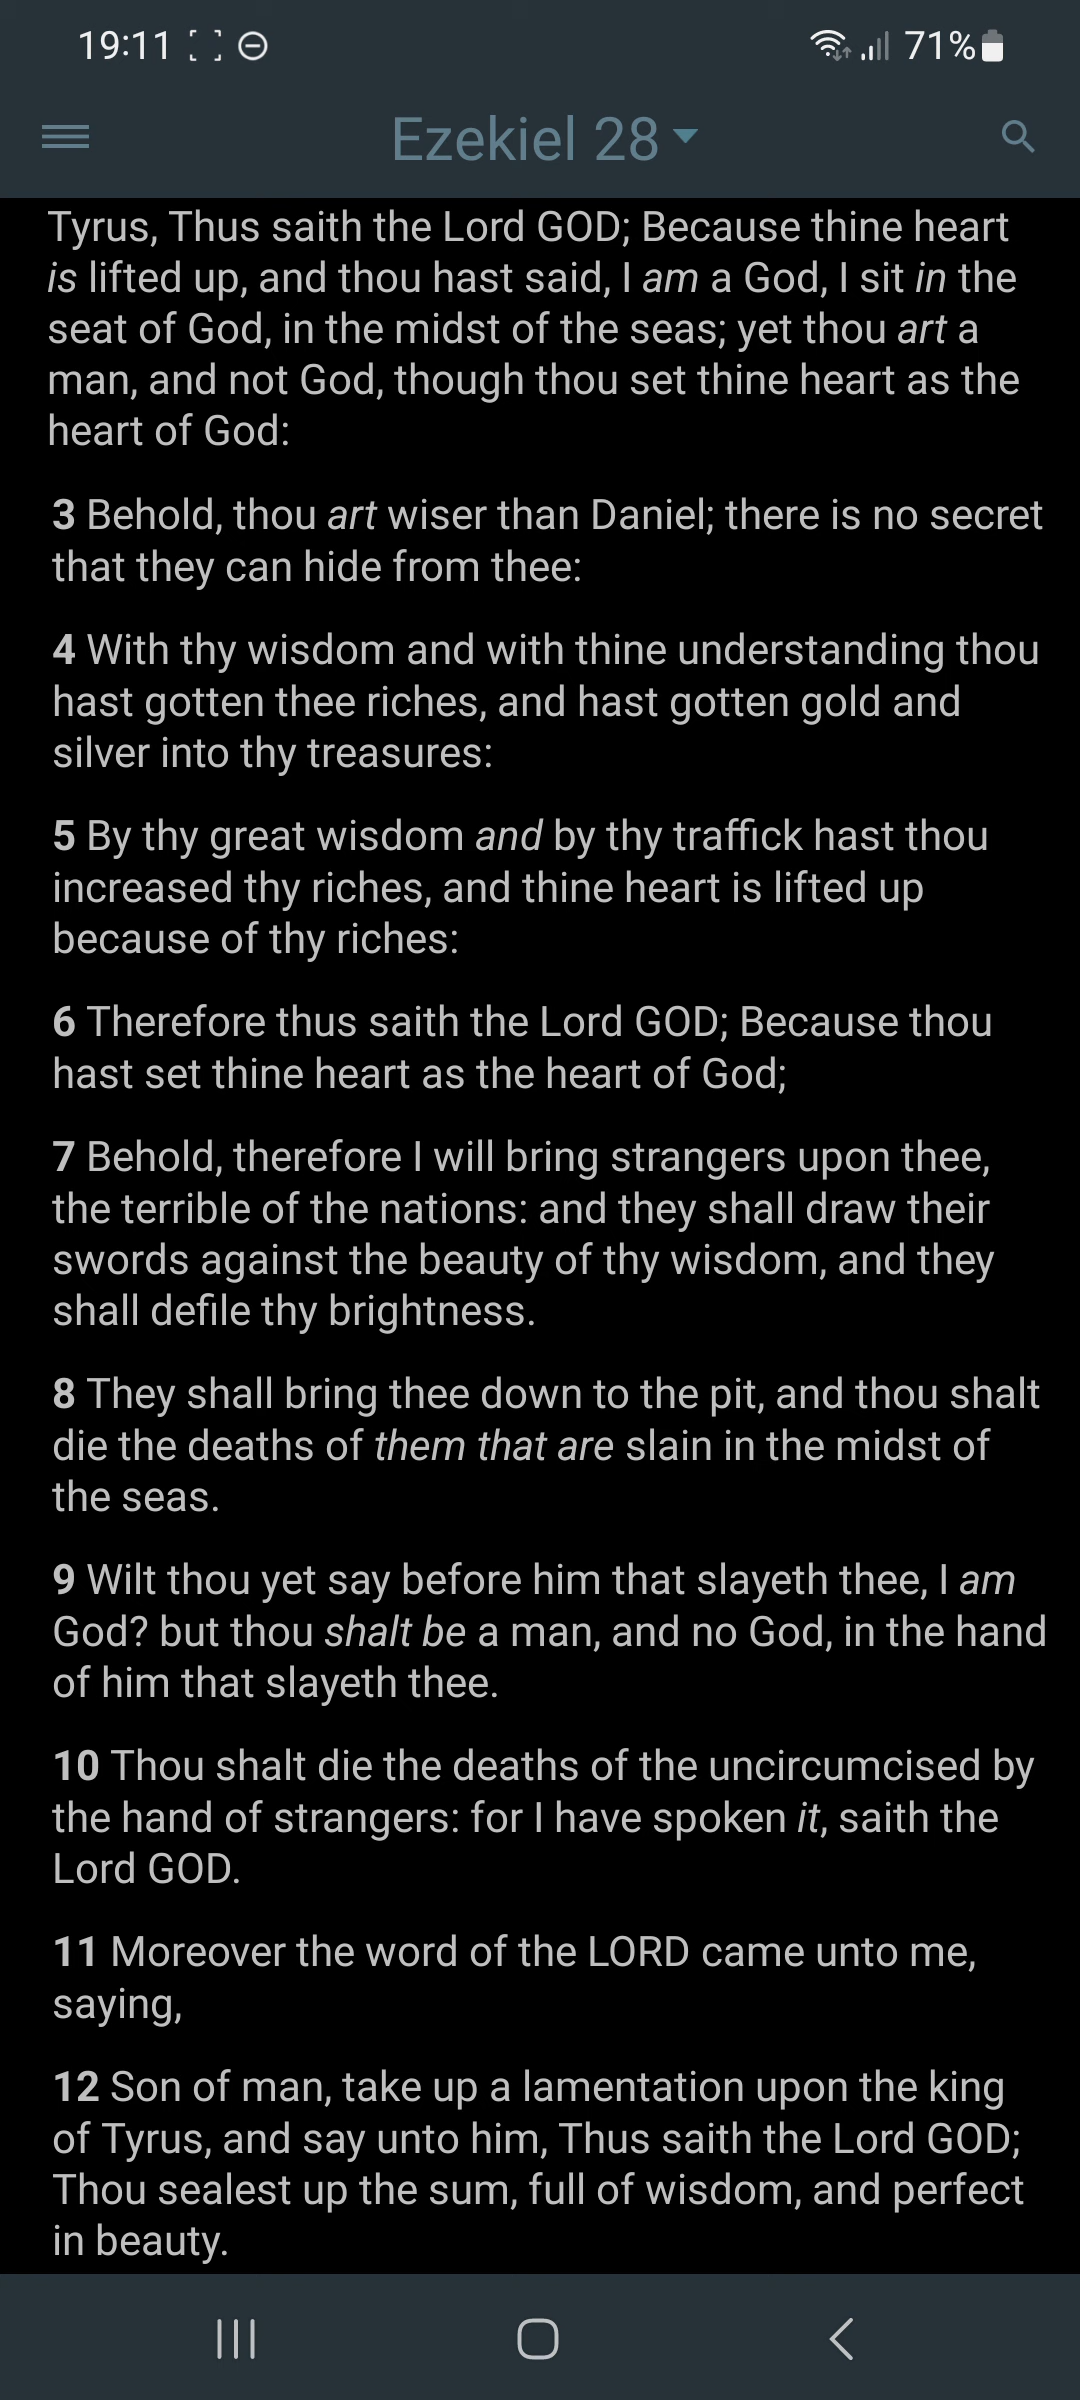 19:11
71%
Ezekiel 28
Tyrus, Thus saith the Lord GOD; Because thine heart
is lifted up, and thou hast said, I am a God, I sit in the
seat of God, in the midst of the seas; yet thou art a
man, and not God, though thou set thine heart as the
heart of God:
3 Behold, thou art wiser than Daniel; there is no secret
that they can hide from thee:
4 With thy wisdom and with thine understanding thou
hast gotten thee riches, and hast gotten gold and
silver into thy treasures:
5 By thy great wisdom and by thy traffick hast thou
increased thy riches, and thine heart is lifted up
because of thy riches:
6 Therefore thus saith the Lord GOD; Because thou
hast set thine heart as the heart of God;
7 Behold, therefore I will bring strangers upon thee,
the terrible of the nations: and they shall draw their
swords against the beauty of thy wisdom, and they
shall defile thy brightness.
8 They shall bring thee down to the pit, and thou shalt
die the deaths of them that are slain in the midst of
the seas.
9 Wilt thou yet say before him that slayeth thee, I am
God? but thou shalt be a man, and no God, in the hand
of him that slayeth thee.
10 Thou shalt die the deaths of the uncircumcised by
the hand of strangers: for I have spoken it, saith the
Lord GOD.
11 Moreover the word of the LORD came unto me,
saying,
12 Son of man, take up a lamentation upon the king
of Tyrus, and say unto him, Thus saith the Lord GOD;
Thou sealest up the sum, full of wisdom, and perfect
in beauty.